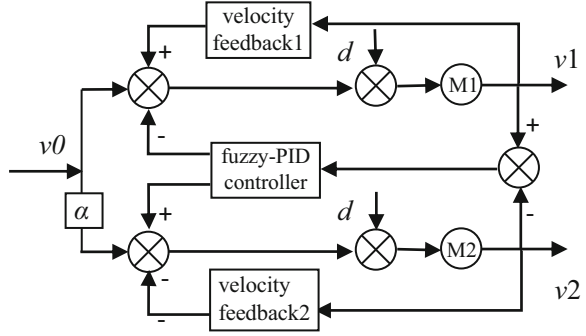 velocity
feedback1
+
d
v1
M1
-
+
v0
fuzzy-PID
controller
α
+
d
-
M2
-
velocity
feedback2
-
v2